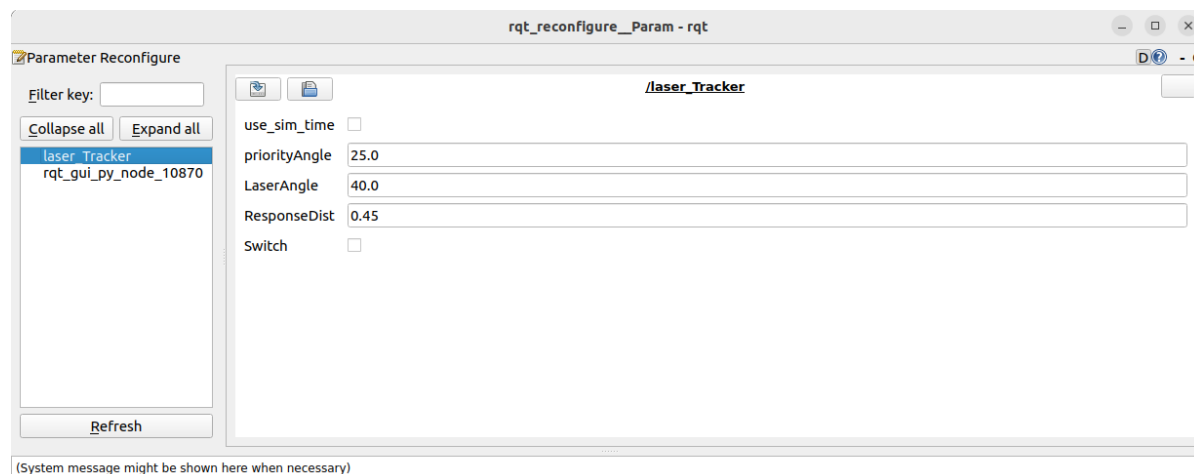 rqt_reconfigure__Param - rqt
Parameter Reconfigure
D
Filter key:
/laser_Tracker
Collapse all
Expand all
laser_Tracker
rqt_gui_py_node_10870
use_sim_time
priorityAngle 25.0
LaserAngle 40.0
ResponseDist 0.45
Switch
Refresh
(System message might be shown here when necessary)